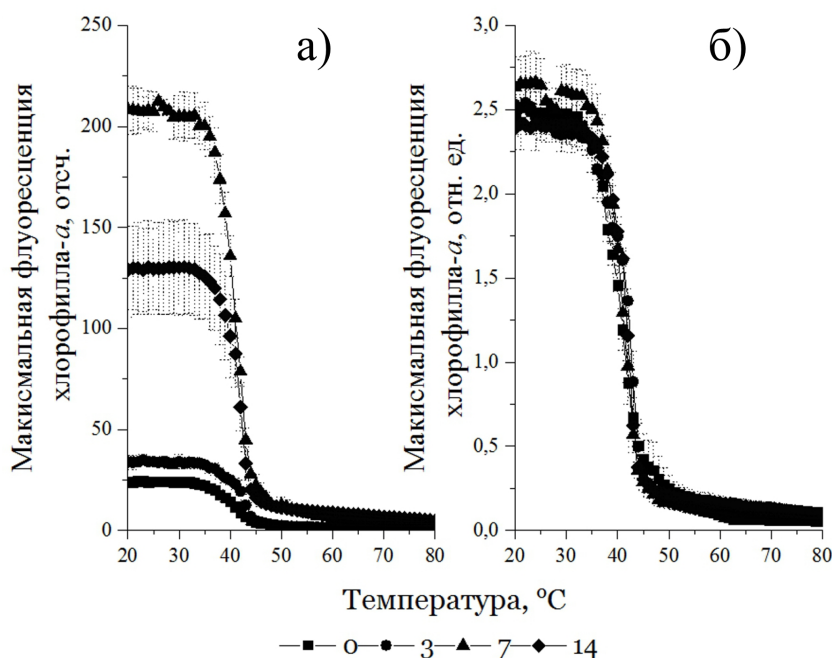 а)
б)
Макисмальная флуоресценция
хлорофилла-а, отсч.
250
200
150
100
50
0
20 30 40 50 60 70 80
Макисмальная флуоресценция
хлорофилла-а, отн. ед.
3,0
2,5
2,0
1,5
1,0
0,5
0,0
20 30 40 50 60 70 80
Температура, ºС
0 3 7 14